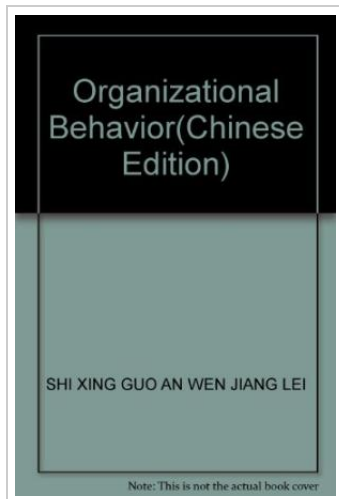 Organizational
Behavior(Chinese
Edition)
SHI XING GUO AN WEN JIANG LEI
Note: This is not the actual book cover